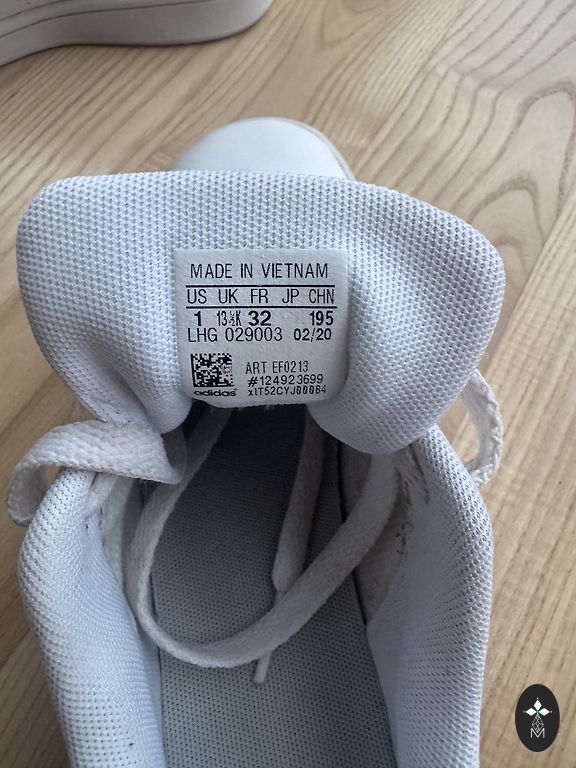 MADE IN VIETNAM
US UK FR JP CHN
1 13½K 32 195
LHG 029003 02/20
ART EF0213
#124923699
adidas x1T52CYJ00084
M